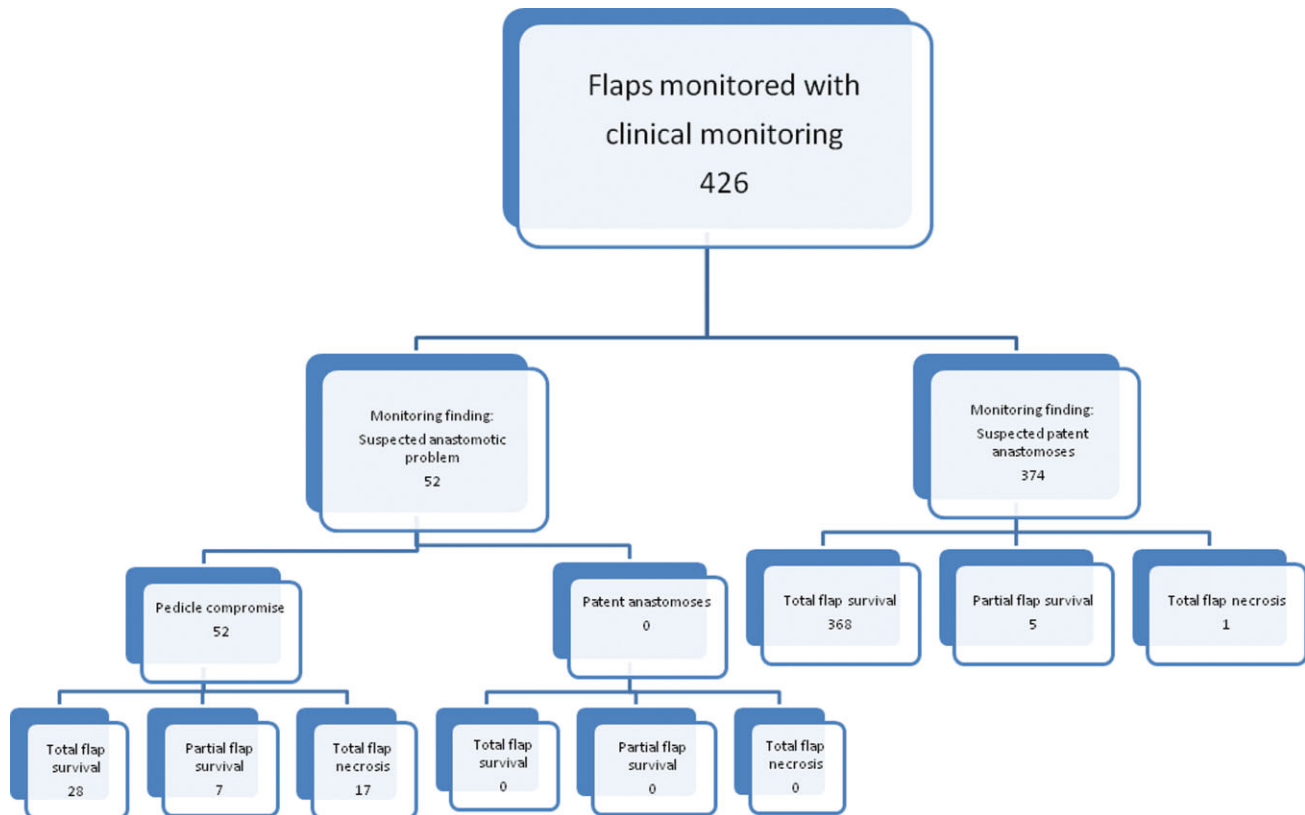 Flaps monitored with
clinical monitoring
426
Monitoring finding:
Suspected anastomotic
problem
52
Monitoring finding:
Suspected patent
anastomoses
374
Pedicle compromise
52
Patent anastomoses
0
Total flap survival
368
Partial flap survival
5
Total flap necrosis
1
Total flap
survival
28
Partial flap
survival
7
Total flap
necrosis
17
Total flap
survival
0
Partial flap
survival
0
Total flap
necrosis
0